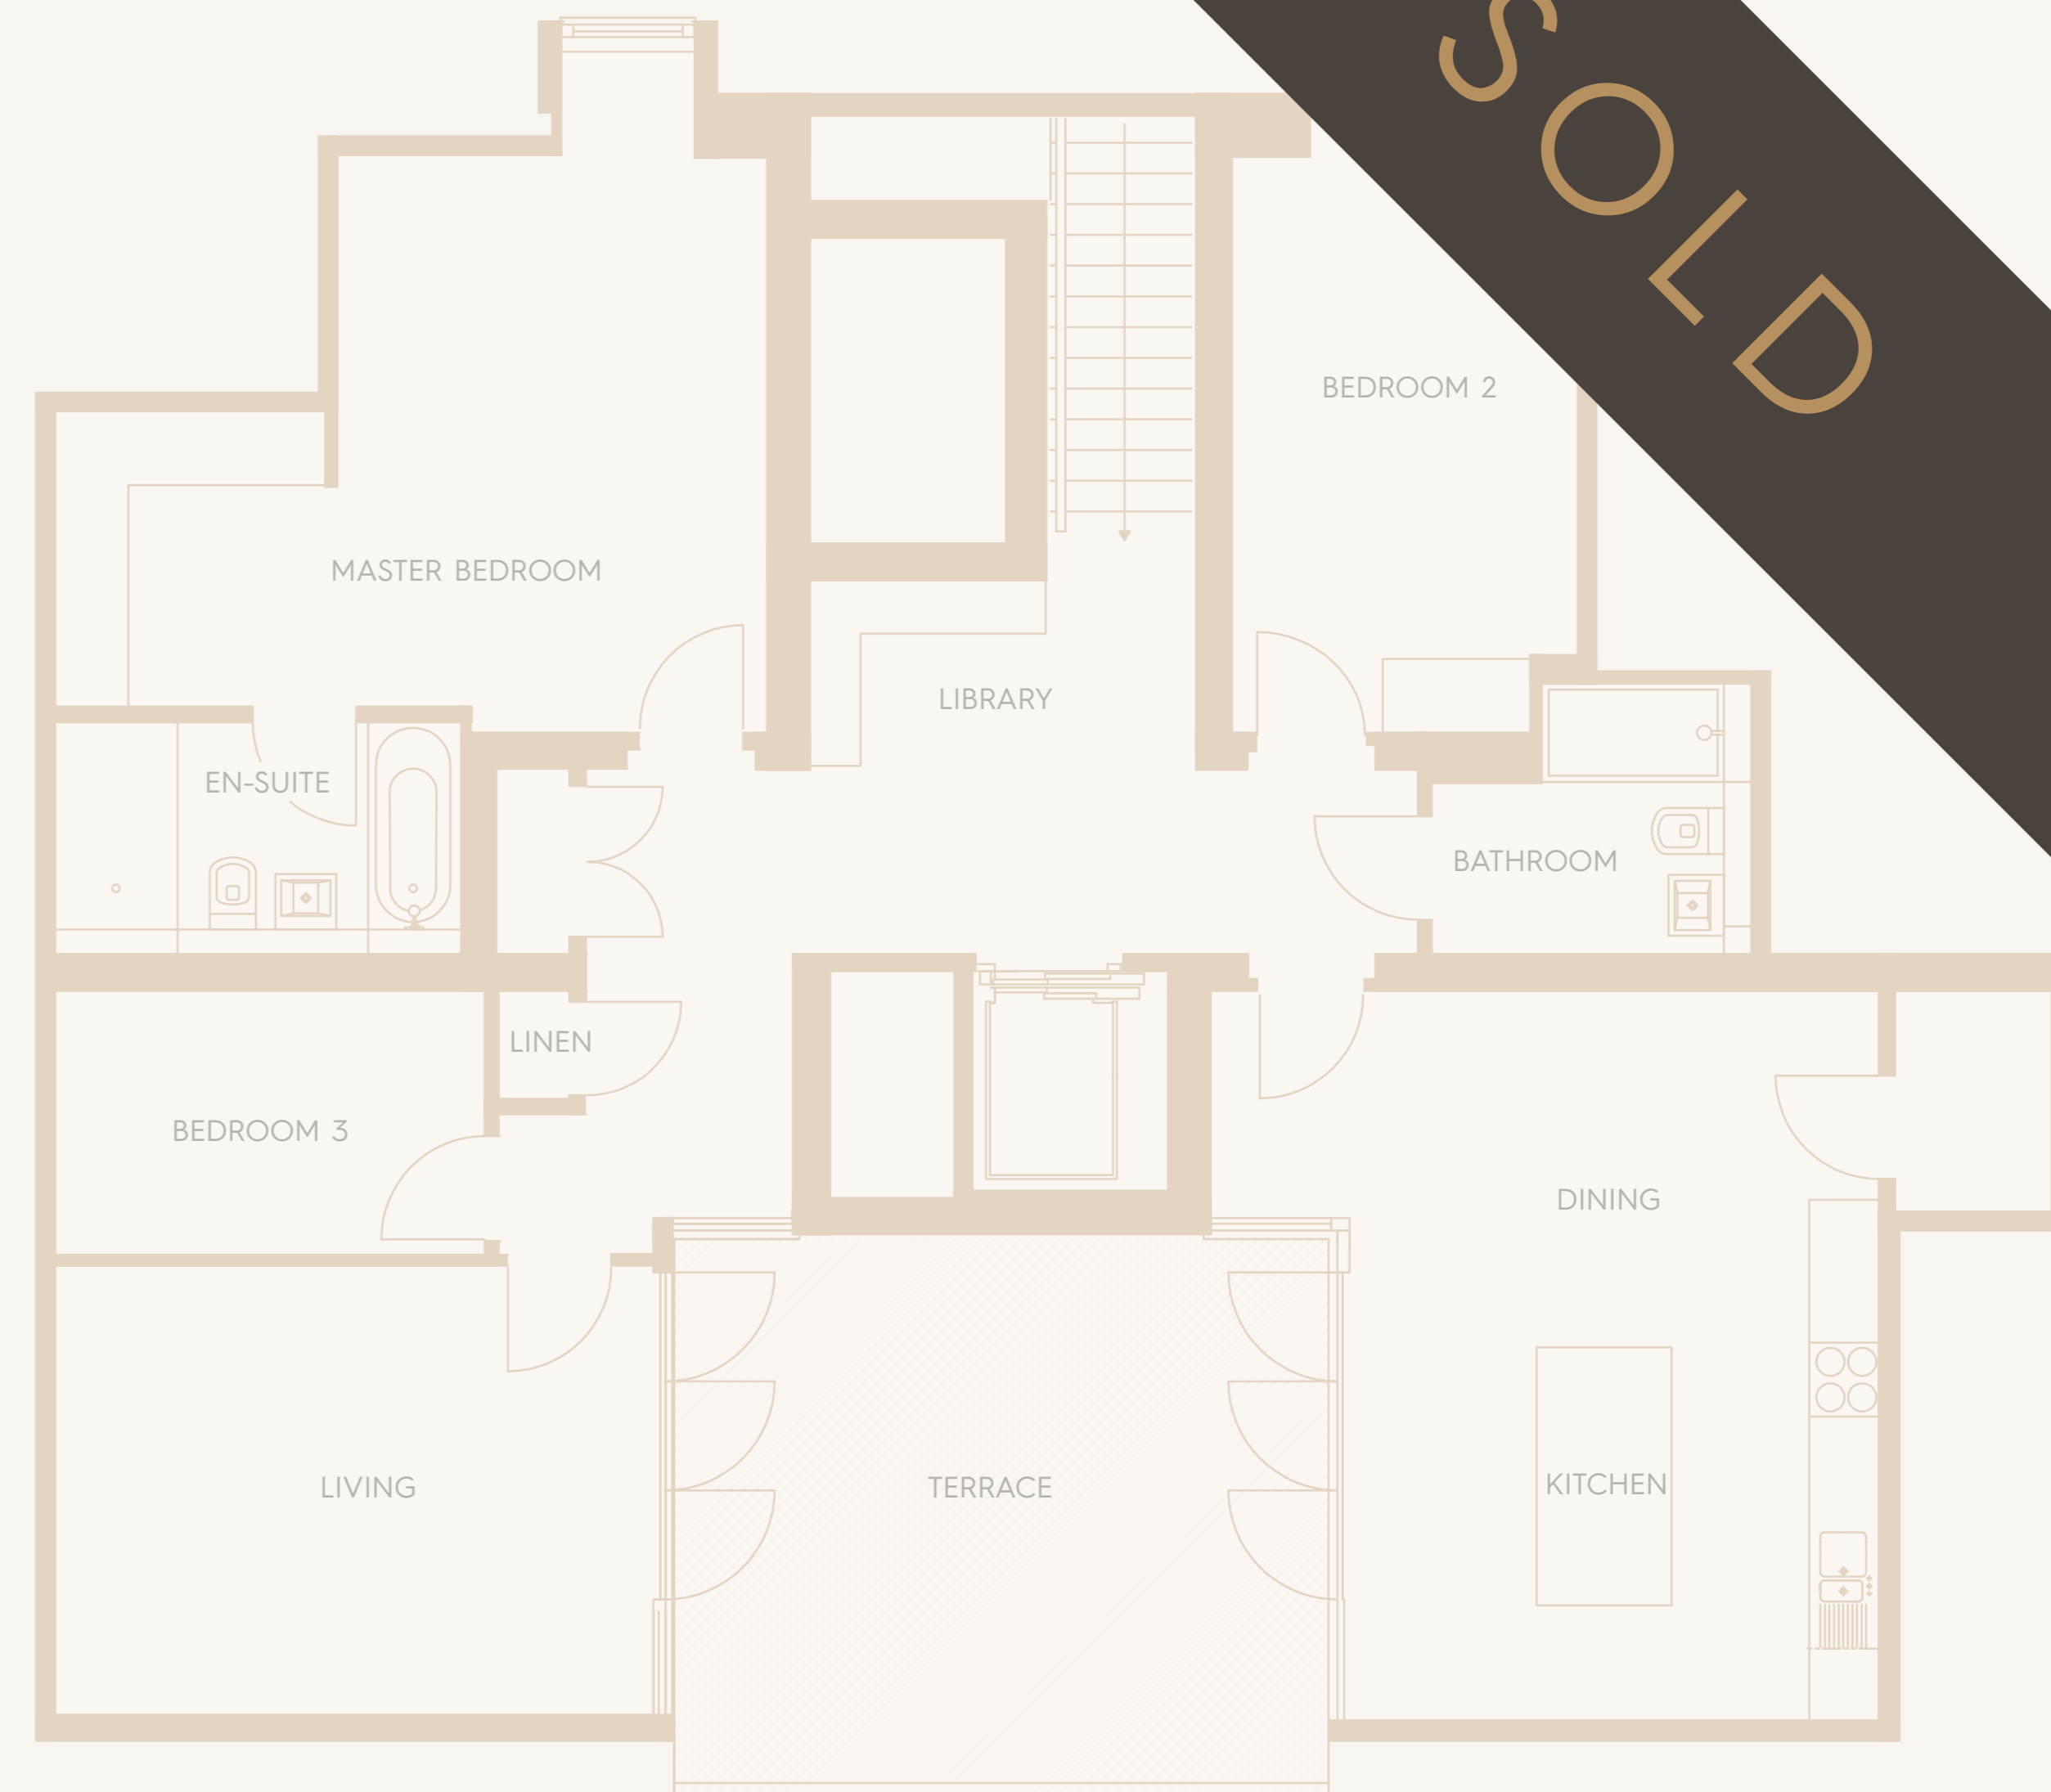 SOLD
BEDROOM 2
MASTER BEDROOM
LIBRARY
EN-SUITE
BATHROOM
LINEN
BEDROOM 3
DINING
LIVING
TERRACE
KITCHEN